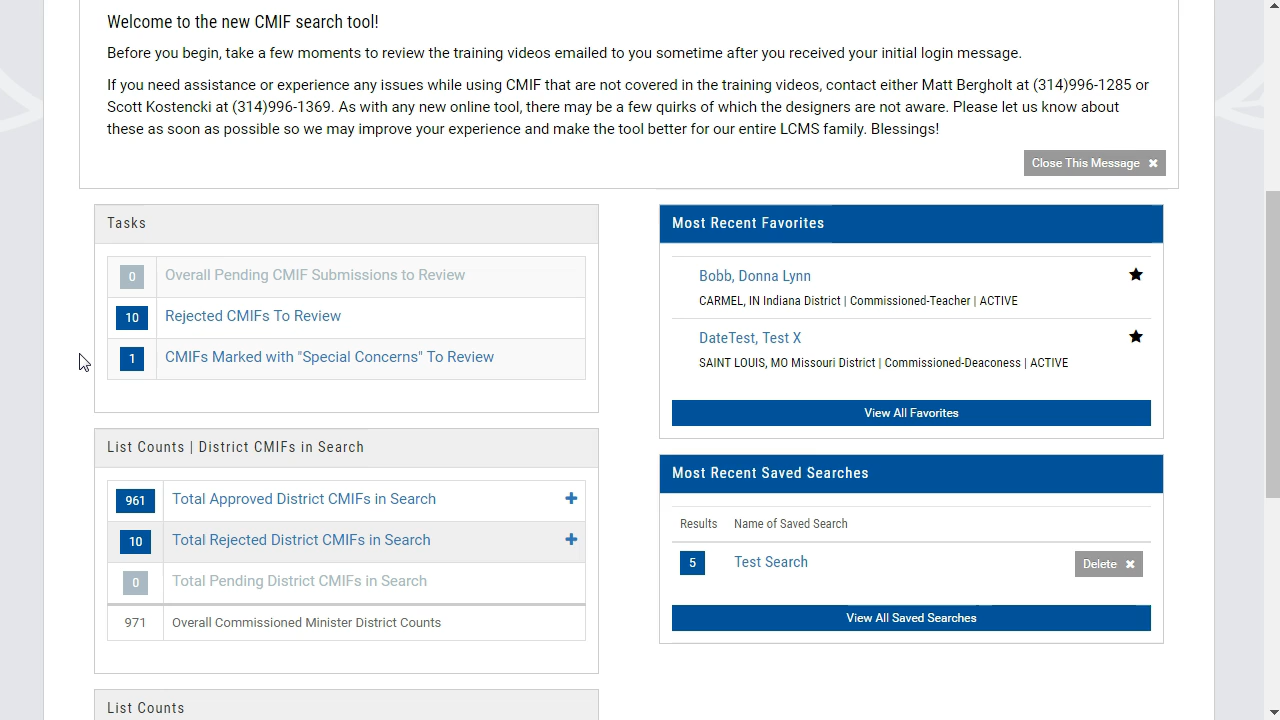 Welcome to the new CMIF search tool!
Before you begin, take a few moments to review the training videos emailed to you sometime after you received your initial login message.
If you need assistance or experience any issues while using CMIF that are not covered in the training videos, contact either Matt Bergholt at (314)996-1285 or
Scott Kostencki at (314)996-1369. As with any new online tool, there may be a few quirks of which the designers are not aware. Please let us know about
these as soon as possible so we may improve your experience and make the tool better for our entire LCMS family. Blessings!
Close This Message ×
Tasks
0 Overall Pending CMIF Submissions to Review
10 Rejected CMIFs To Review
1 CMIFs Marked with "Special Concerns" To Review
List Counts | District CMIFs in Search
961 Total Approved District CMIFs in Search +
10 Total Rejected District CMIFs in Search +
0 Total Pending District CMIFs in Search
971 Overall Commissioned Minister District Counts
List Counts
Most Recent Favorites
Bobb, Donna Lynn ★
CARMEL, IN Indiana District | Commissioned-Teacher | ACTIVE
DateTest, Test X ★
SAINT LOUIS, MO Missouri District | Commissioned-Deaconess | ACTIVE
View All Favorites
Most Recent Saved Searches
Results Name of Saved Search
5 Test Search Delete ×
View All Saved Searches